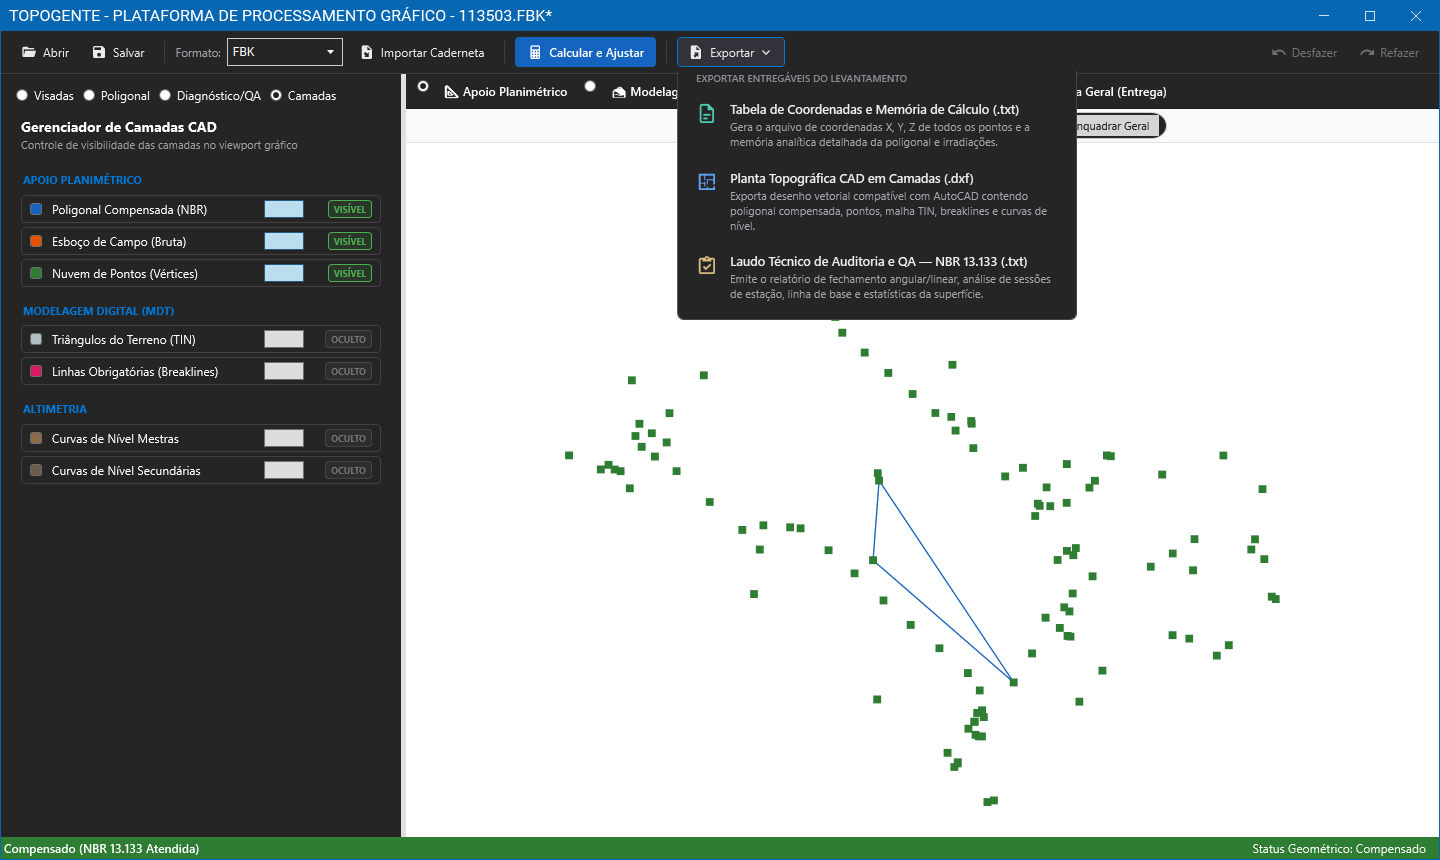 TOPOGENTE - PLATAFORMA DE PROCESSAMENTO GRÁFICO - 113503.FBK*
Abrir
Salvar
Formato:
FBK
Importar Caderneta
Calcular e Ajustar
Exportar
Desfazer
Refazer
Visadas
Poligonal
Diagnóstico/QA
Camadas
Gerenciador de Camadas CAD
Controle de visibilidade das camadas no viewport gráfico
APOIO PLANIMÉTRICO
Poligonal Compensada (NBR)
VISÍVEL
Esboço de Campo (Bruta)
VISÍVEL
Nuvem de Pontos (Vértices)
VISÍVEL
MODELAGEM DIGITAL (MDT)
Triângulos do Terreno (TIN)
OCULTO
Linhas Obrigatórias (Breaklines)
OCULTO
ALTIMETRIA
Curvas de Nível Mestras
OCULTO
Curvas de Nível Secundárias
OCULTO
Apoio Planimétrico
Modelag
a Geral (Entrega)
nquadrar Geral
EXPORTAR ENTREGÁVEIS DO LEVANTAMENTO
Tabela de Coordenadas e Memória de Cálculo (.txt)
Gera o arquivo de coordenadas X, Y, Z de todos os pontos e a
memória analítica detalhada da poligonal e irradiações.
Planta Topográfica CAD em Camadas (.dxf)
Exporta desenho vetorial compatível com AutoCAD contendo
poligonal compensada, pontos, malha TIN, breaklines e curvas de
nível.
Laudo Técnico de Auditoria e QA — NBR 13.133 (.txt)
Emite o relatório de fechamento angular/linear, análise de sessões
de estação, linha de base e estatísticas da superfície.
Compensado (NBR 13.133 Atendida)
Status Geométrico: Compensado